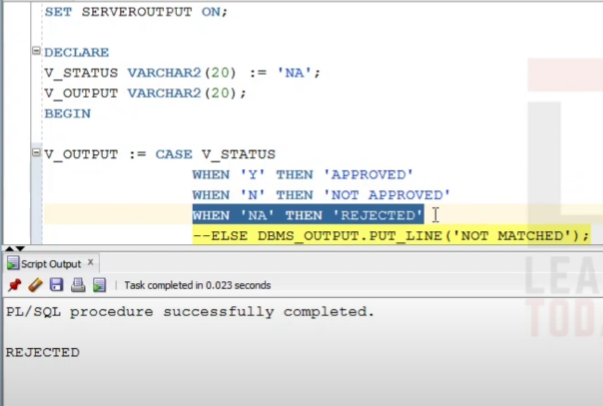 SET SERVEROUTPUT ON;
DECLARE
V_STATUS VARCHAR2(20) := 'NA';
V_OUTPUT VARCHAR2(20);
BEGIN
V_OUTPUT := CASE V_STATUS
WHEN 'Y' THEN 'APPROVED'
WHEN 'N' THEN 'NOT APPROVED'
WHEN 'NA' THEN 'REJECTED'
--ELSE DBMS_OUTPUT.PUT_LINE('NOT MATCHED');
Script Output x
Task completed in 0.023 seconds
PL/SQL procedure successfully completed.
REJECTED
LEA
TOD